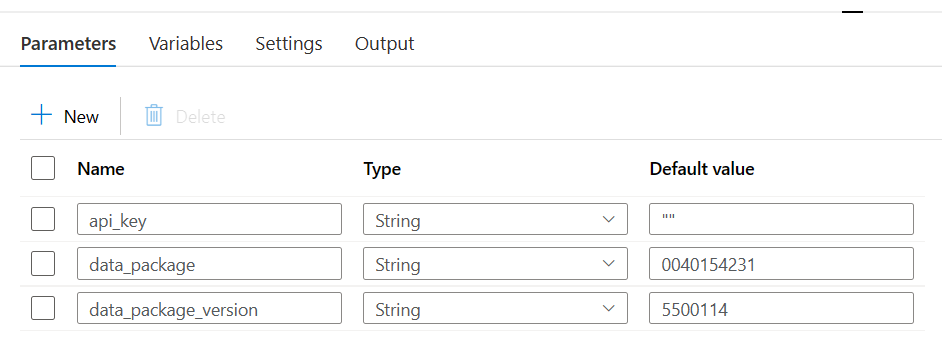 Parameters Variables Settings Output
New Delete
Name Type Default value
api_key String ""
data_package String 0040154231
data_package_version String 5500114